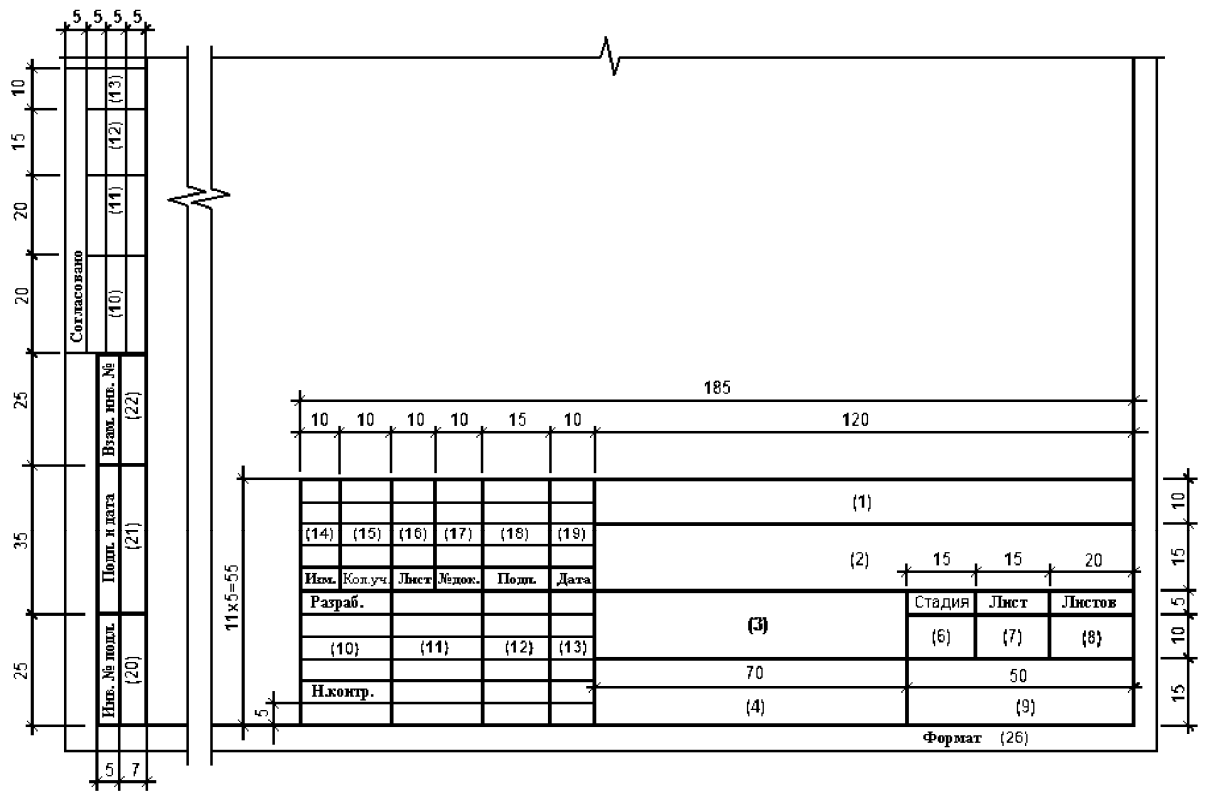 5 5 5 5
10
(13)
15
(12)
20
(11)
20
Согласовано
(10)
25
Взам. инв. №
(22)
35
Подп. и дата
(21)
25
Инв. № подл.
(20)
5 7
185
10 10 10 10 15 10 120
11x5=55
5
(1)
10
(14) (15) (16) (17) (18) (19)
(2)
15 15 20
15
Изм. Кол.уч. Лист №док. Подп. Дата
Разраб.
(3)
Стадия Лист Листов
5
(10) (11) (12) (13)
(6) (7) (8)
10
70 50
Н.контр.
(4) (9)
15
Формат (26)